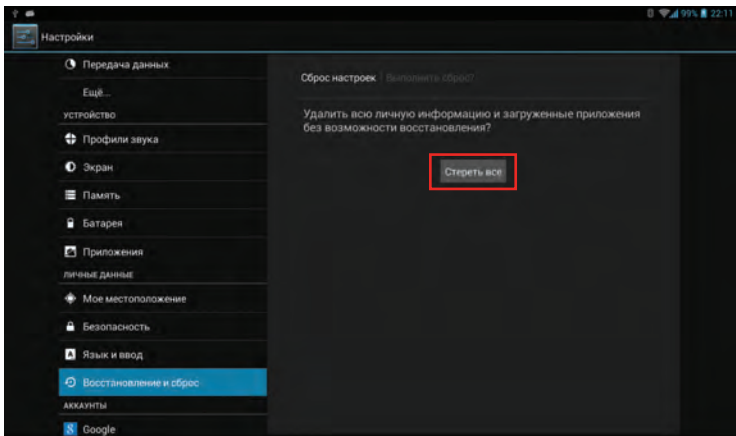 99% 22:11
Настройки
Передача данных
Ещё...
УСТРОЙСТВО
Профили звука
Экран
Память
Батарея
Приложения
ЛИЧНЫЕ ДАННЫЕ
Мое местоположение
Безопасность
A Язык и ввод
Восстановление и сброс
АККАУНТЫ
8 Google
Сброс настроек | Выполнить сброс?
Удалить всю личную информацию и загруженные приложения
без возможности восстановления?
Стереть все